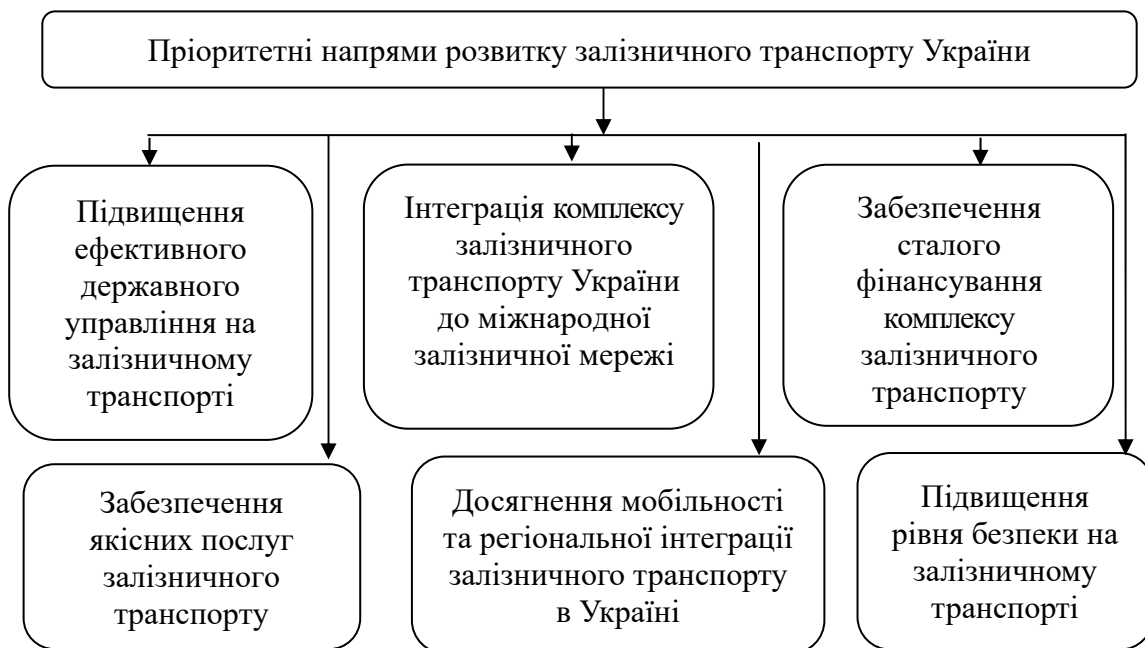 Пріоритетні напрями розвитку залізничного транспорту України
Підвищення
ефективного
державного
управління на
залізничному
транспорті
Інтеграція комплексу
залізничного
транспорту України
до міжнародної
залізничної мережі
Забезпечення
сталого
фінансування
комплексу
залізничного
транспорту
Забезпечення
якісних послуг
залізничного
транспорту
Досягнення мобільності
та регіональної інтеграції
залізничного транспорту
в Україні
Підвищення
рівня безпеки на
залізничному
транспорті